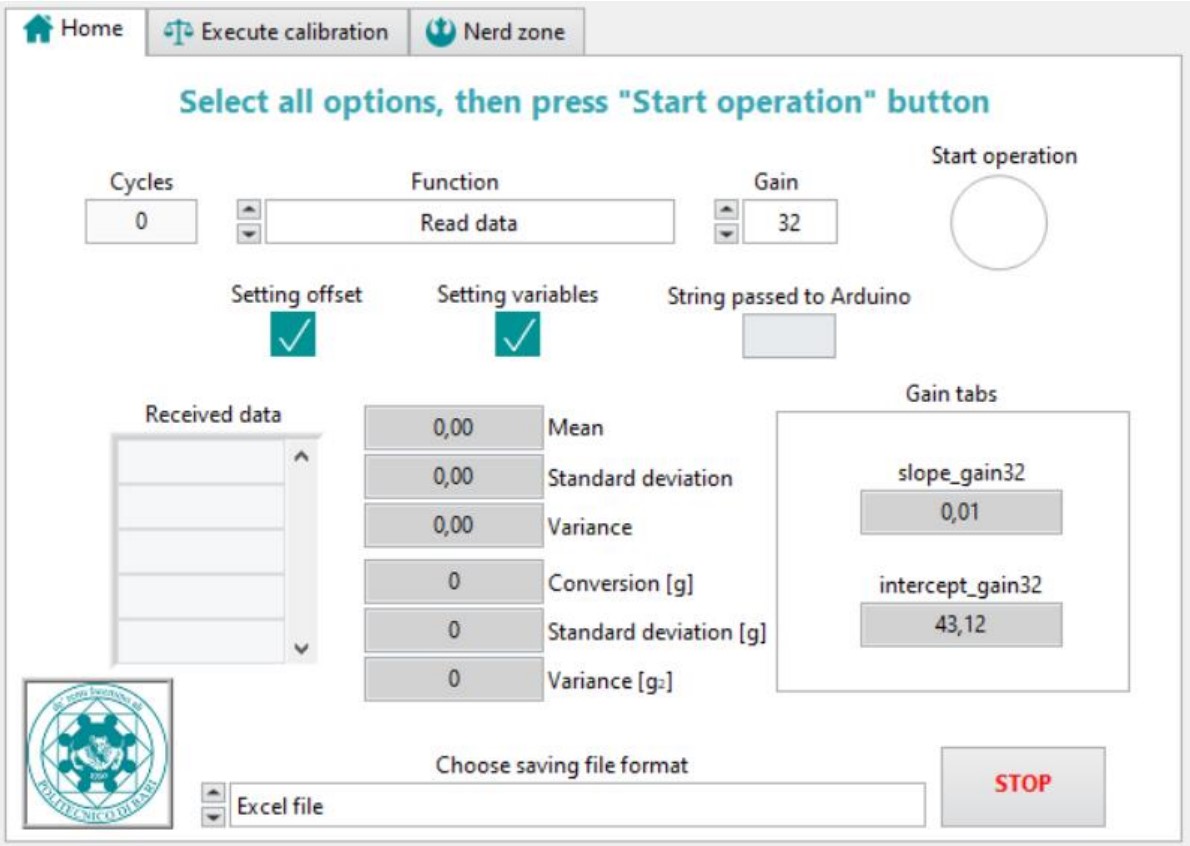 Home
Execute calibration
Nerd zone
Select all options, then press "Start operation" button
Start operation
Cycles
Function
Gain
0
Read data
32
Setting offset
Setting variables
String passed to Arduino
Gain tabs
Received data
0,00 Mean
0,00 Standard deviation
0,00 Variance
0 Conversion [g]
0 Standard deviation [g]
0 Variance [g2]
slope_gain32
0,01
intercept_gain32
43,12
POLITECNICO DI BARI
Choose saving file format
Excel file
STOP